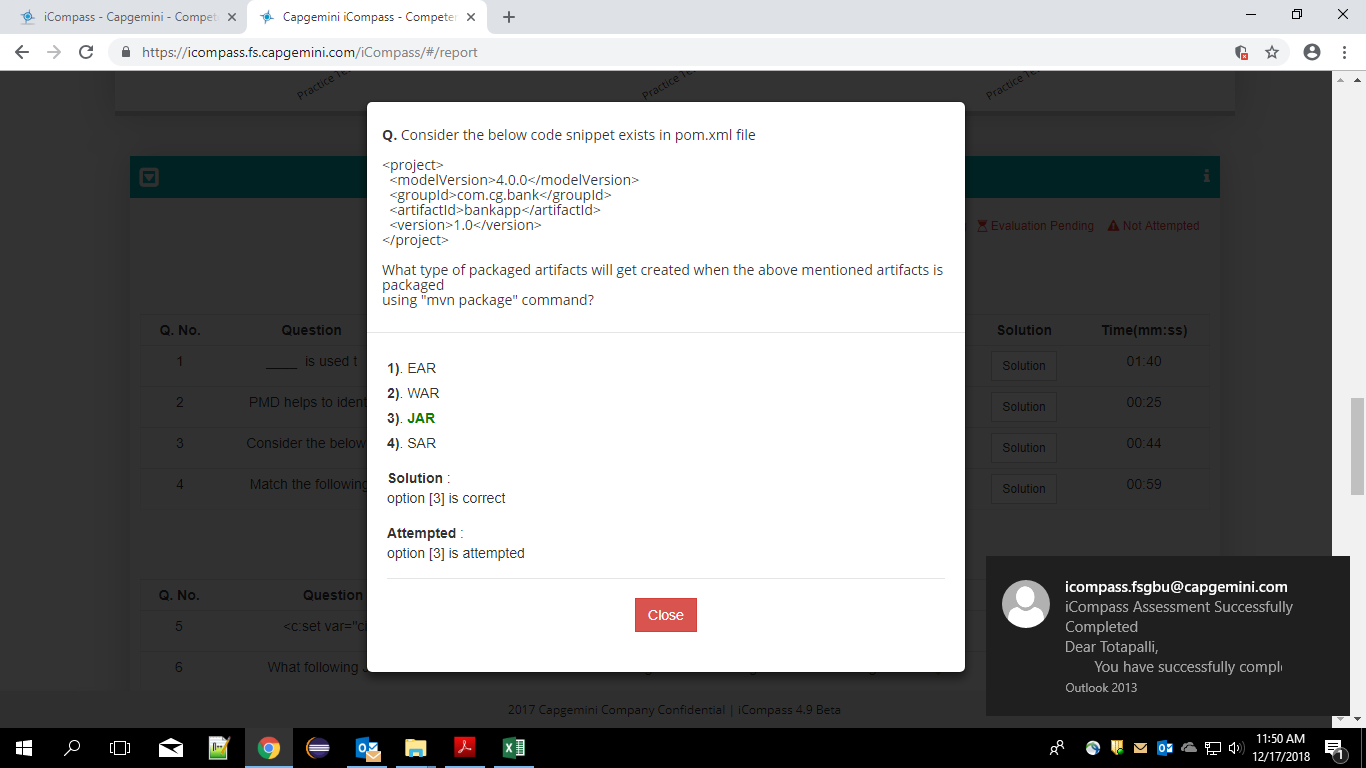 iCompass - Capgemini - Compet
Capgemini iCompass - Competen
https://icompass.fs.capgemini.com/iCompass/#/report
Practice Te
Practice Te
Practice Te
Q. Consider the below code snippet exists in pom.xml file
<project>
<modelVersion>4.0.0</modelVersion>
<groupId>com.cg.bank</groupId>
<artifactId>bankapp</artifactId>
<version>1.0</version>
</project>
Evaluation Pending Not Attempted
What type of packaged artifacts will get created when the above mentioned artifacts is
packaged
using "mvn package" command?
Q. No. Question Solution Time(mm:ss)
1 _____ is used t Solution 01:40
2 PMD helps to ident Solution 00:25
3 Consider the below Solution 00:44
4 Match the following Solution 00:59
1). EAR
2). WAR
3). JAR
4). SAR
Solution :
option [3] is correct
Attempted :
option [3] is attempted
Close
Q. No. Question
5 <c:set var="ci
6 What following
icompass.fsgbu@capgemini.com
iCompass Assessment Successfully
Completed
Dear Totapalli,
You have successfully compl
Outlook 2013
2017 Capgemini Company Confidential | iCompass 4.9 Beta
11:50 AM
12/17/2018
1